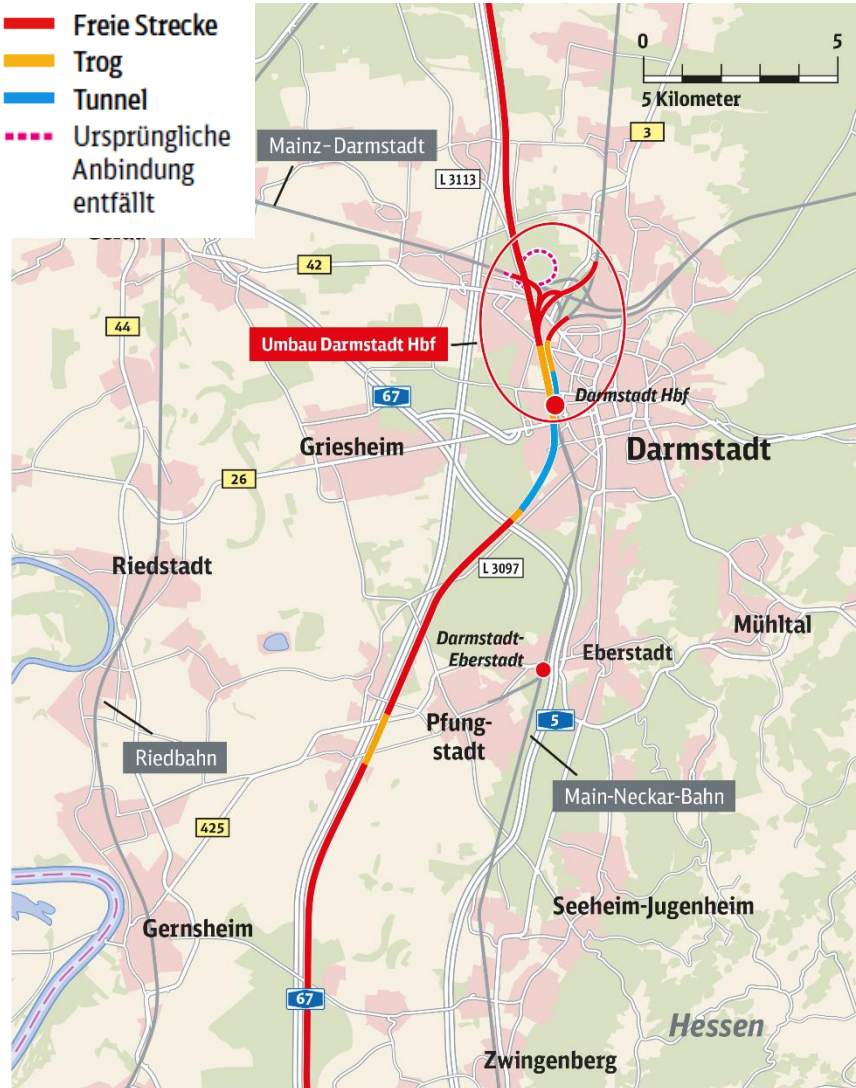 Freie Strecke
Trog
Tunnel
Ursprüngliche
Anbindung
entfällt
0 5
5 Kilometer
3
Mainz-Darmstadt
L 3113
42
44
Umbau Darmstadt Hbf
67
Darmstadt Hbf
Griesheim
Darmstadt
26
Riedstadt
L 3097
Mühltal
Darmstadt-
Eberstadt
Eberstadt
Pfung-
stadt
5
Riedbahn
Main-Neckar-Bahn
425
Seeheim-Jugenheim
Gernsheim
67
Hessen
Zwingenberg